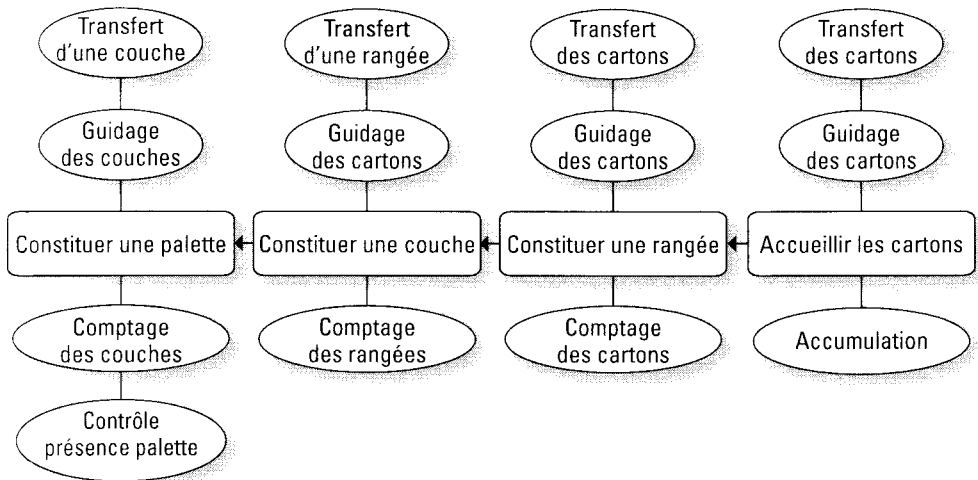 Transfert
d'une couche
Transfert
d'une rangée
Transfert
des cartons
Transfert
des cartons
Guidage
des couches
Guidage
des cartons
Guidage
des cartons
Guidage
des cartons
Constituer une palette
Constituer une couche
Constituer une rangée
Accueillir les cartons
Comptage
des couches
Comptage
des rangées
Comptage
des cartons
Accumulation
Contrôle
présence palette